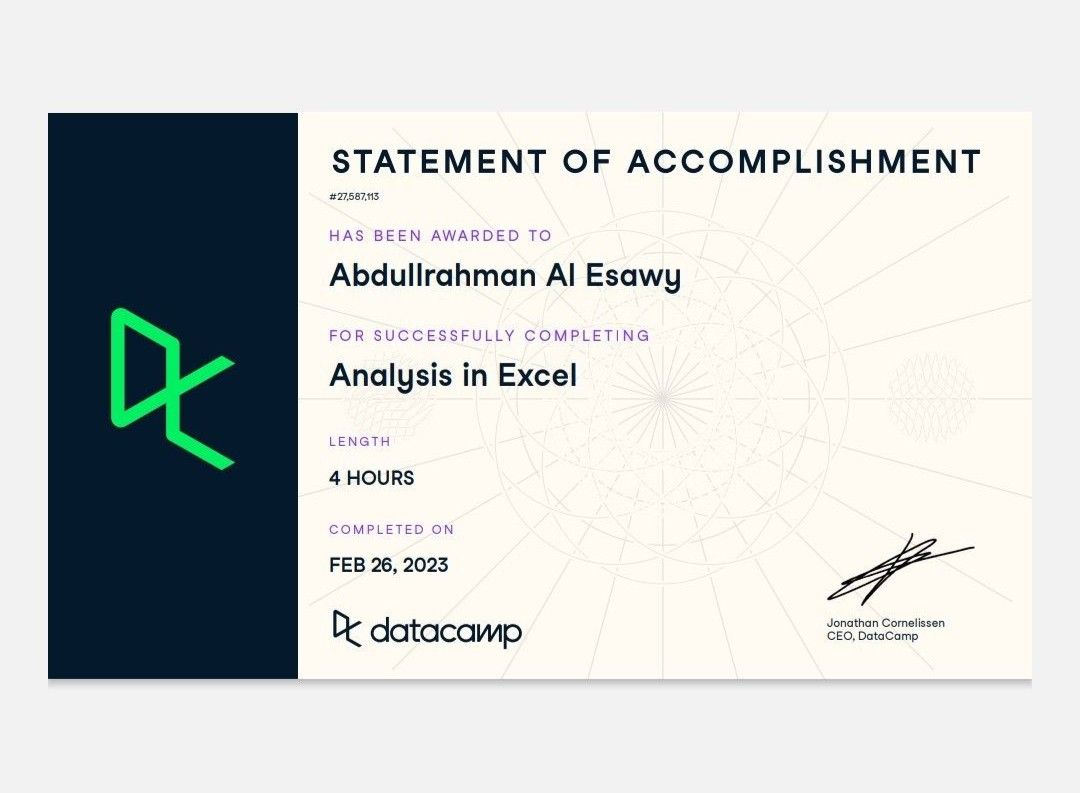 STATEMENT OF ACCOMPLISHMENT
#27,587,113
HAS BEEN AWARDED TO
Abdullrahman Al Esawy
FOR SUCCESSFULLY COMPLETING
Analysis in Excel
LENGTH
4 HOURS
COMPLETED ON
FEB 26, 2023
datacamp
Jonathan Cornelissen
CEO, DataCamp